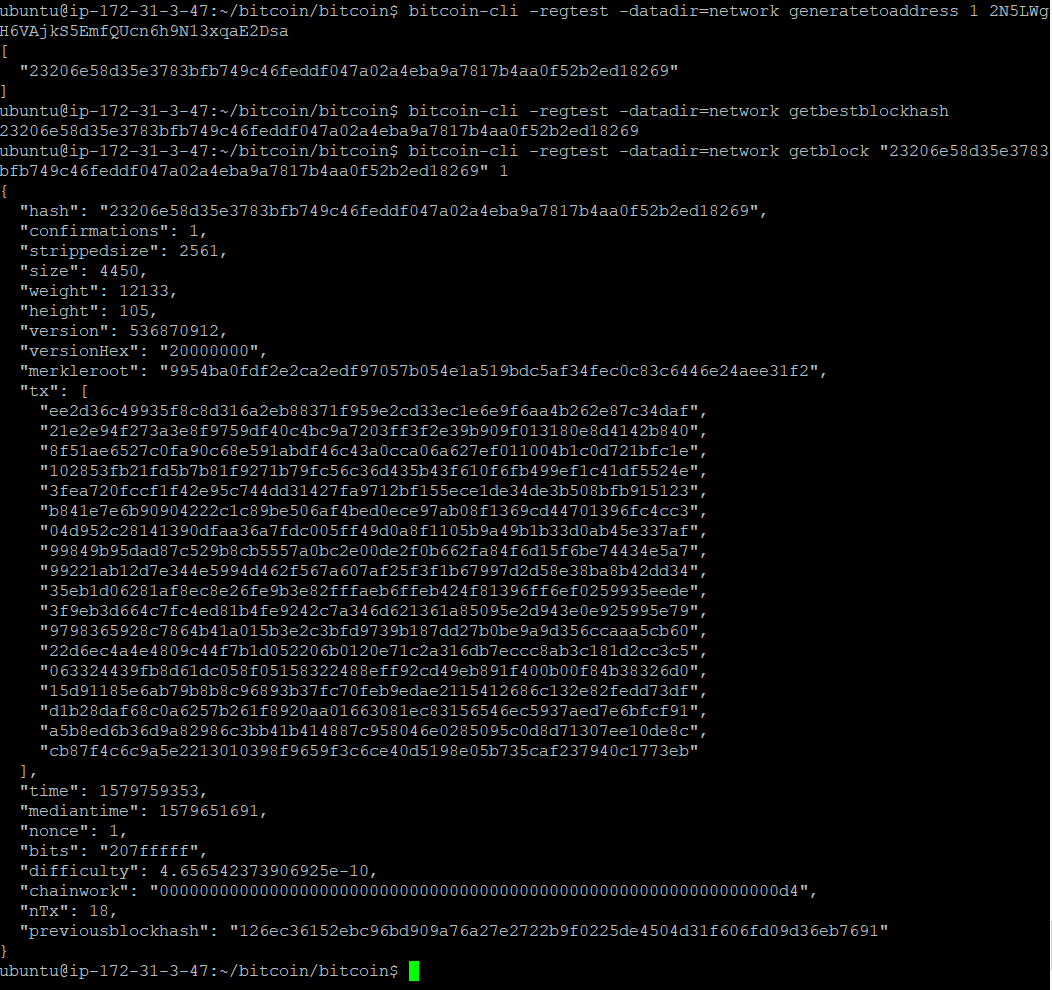 ubuntu@ip-172-31-3-47:~/bitcoin/bitcoin$ bitcoin-cli -regtest -datadir=network generatetoaddress 1 2N5LWg
H6VAjkS5EmfQUcn6h9N13xqaE2Dsa
[
  "23206e58d35e3783bfb749c46feddf047a02a4eba9a7817b4aa0f52b2ed18269"
]
ubuntu@ip-172-31-3-47:~/bitcoin/bitcoin$ bitcoin-cli -regtest -datadir=network getbestblockhash
23206e58d35e3783bfb749c46feddf047a02a4eba9a7817b4aa0f52b2ed18269
ubuntu@ip-172-31-3-47:~/bitcoin/bitcoin$ bitcoin-cli -regtest -datadir=network getblock "23206e58d35e3783
bfb749c46feddf047a02a4eba9a7817b4aa0f52b2ed18269" 1
{
  "hash": "23206e58d35e3783bfb749c46feddf047a02a4eba9a7817b4aa0f52b2ed18269",
  "confirmations": 1,
  "strippedsize": 2561,
  "size": 4450,
  "weight": 12133,
  "height": 105,
  "version": 536870912,
  "versionHex": "20000000",
  "merkleroot": "9954ba0fdf2e2ca2edf97057b054e1a519bdc5af34fec0c83c6446e24aee31f2",
  "tx": [
    "ee2d36c49935f8c8d316a2eb88371f959e2cd33ec1e6e9f6aa4b262e87c34daf",
    "21e2e94f273a3e8f9759df40c4bc9a7203ff3f2e39b909f013180e8d4142b840",
    "8f51ae6527c0fa90c68e591abdf46c43a0cca06a627ef011004b1c0d721bfc1e",
    "102853fb21fd5b7b81f9271b79fc56c36d435b43f610f6fb499ef1c41df5524e",
    "3fea720fccf1f42e95c744dd31427fa9712bf155ece1de34de3b508bfb915123",
    "b841e7e6b90904222c1c89be506af4bed0ece97ab08f1369cd44701396fc4cc3",
    "04d952c28141390dfaa36a7fdc005ff49d0a8f1105b9a49b1b33d0ab45e337af",
    "99849b95dad87c529b8cb5557a0bc2e00de2f0b662fa84f6d15f6be74434e5a7",
    "99221ab12d7e344e5994d462f567a607af25f3f1b67997d2d58e38ba8b42dd34",
    "35eb1d06281af8ec8e26fe9b3e82fffaeb6ffeb424f81396ff6ef0259935eede",
    "3f9eb3d664c7fc4ed81b4fe9242c7a346d621361a85095e2d943e0e925995e79",
    "9798365928c7864b41a015b3e2c3bfd9739b187dd27b0be9a9d356ccaaa5cb60",
    "22d6ec4a4e4809c44f7b1d052206b0120e71c2a316db7eccc8ab3c181d2cc3c5",
    "063324439fb8d61dc058f05158322488eff92cd49eb891f400b00f84b38326d0",
    "15d91185e6ab79b8b8c96893b37fc70feb9edae2115412686c132e82fedd73df",
    "d1b28daf68c0a6257b261f8920aa01663081ec83156546ec5937aed7e6bfcf91",
    "a5b8ed6b36d9a82986c3bb41b414887c958046e0285095c0d8d71307ee10de8c",
    "cb87f4c6c9a5e2213010398f9659f3c6ce40d5198e05b735caf237940c1773eb"
  ],
  "time": 1579759353,
  "mediantime": 1579651691,
  "nonce": 1,
  "bits": "207fffff",
  "difficulty": 4.656542373906925e-10,
  "chainwork": "00000000000000000000000000000000000000000000000000000000000000d4",
  "nTx": 18,
  "previousblockhash": "126ec36152ebc96bd909a76a27e2722b9f0225de4504d31f606fd09d36eb7691"
}
ubuntu@ip-172-31-3-47:~/bitcoin/bitcoin$